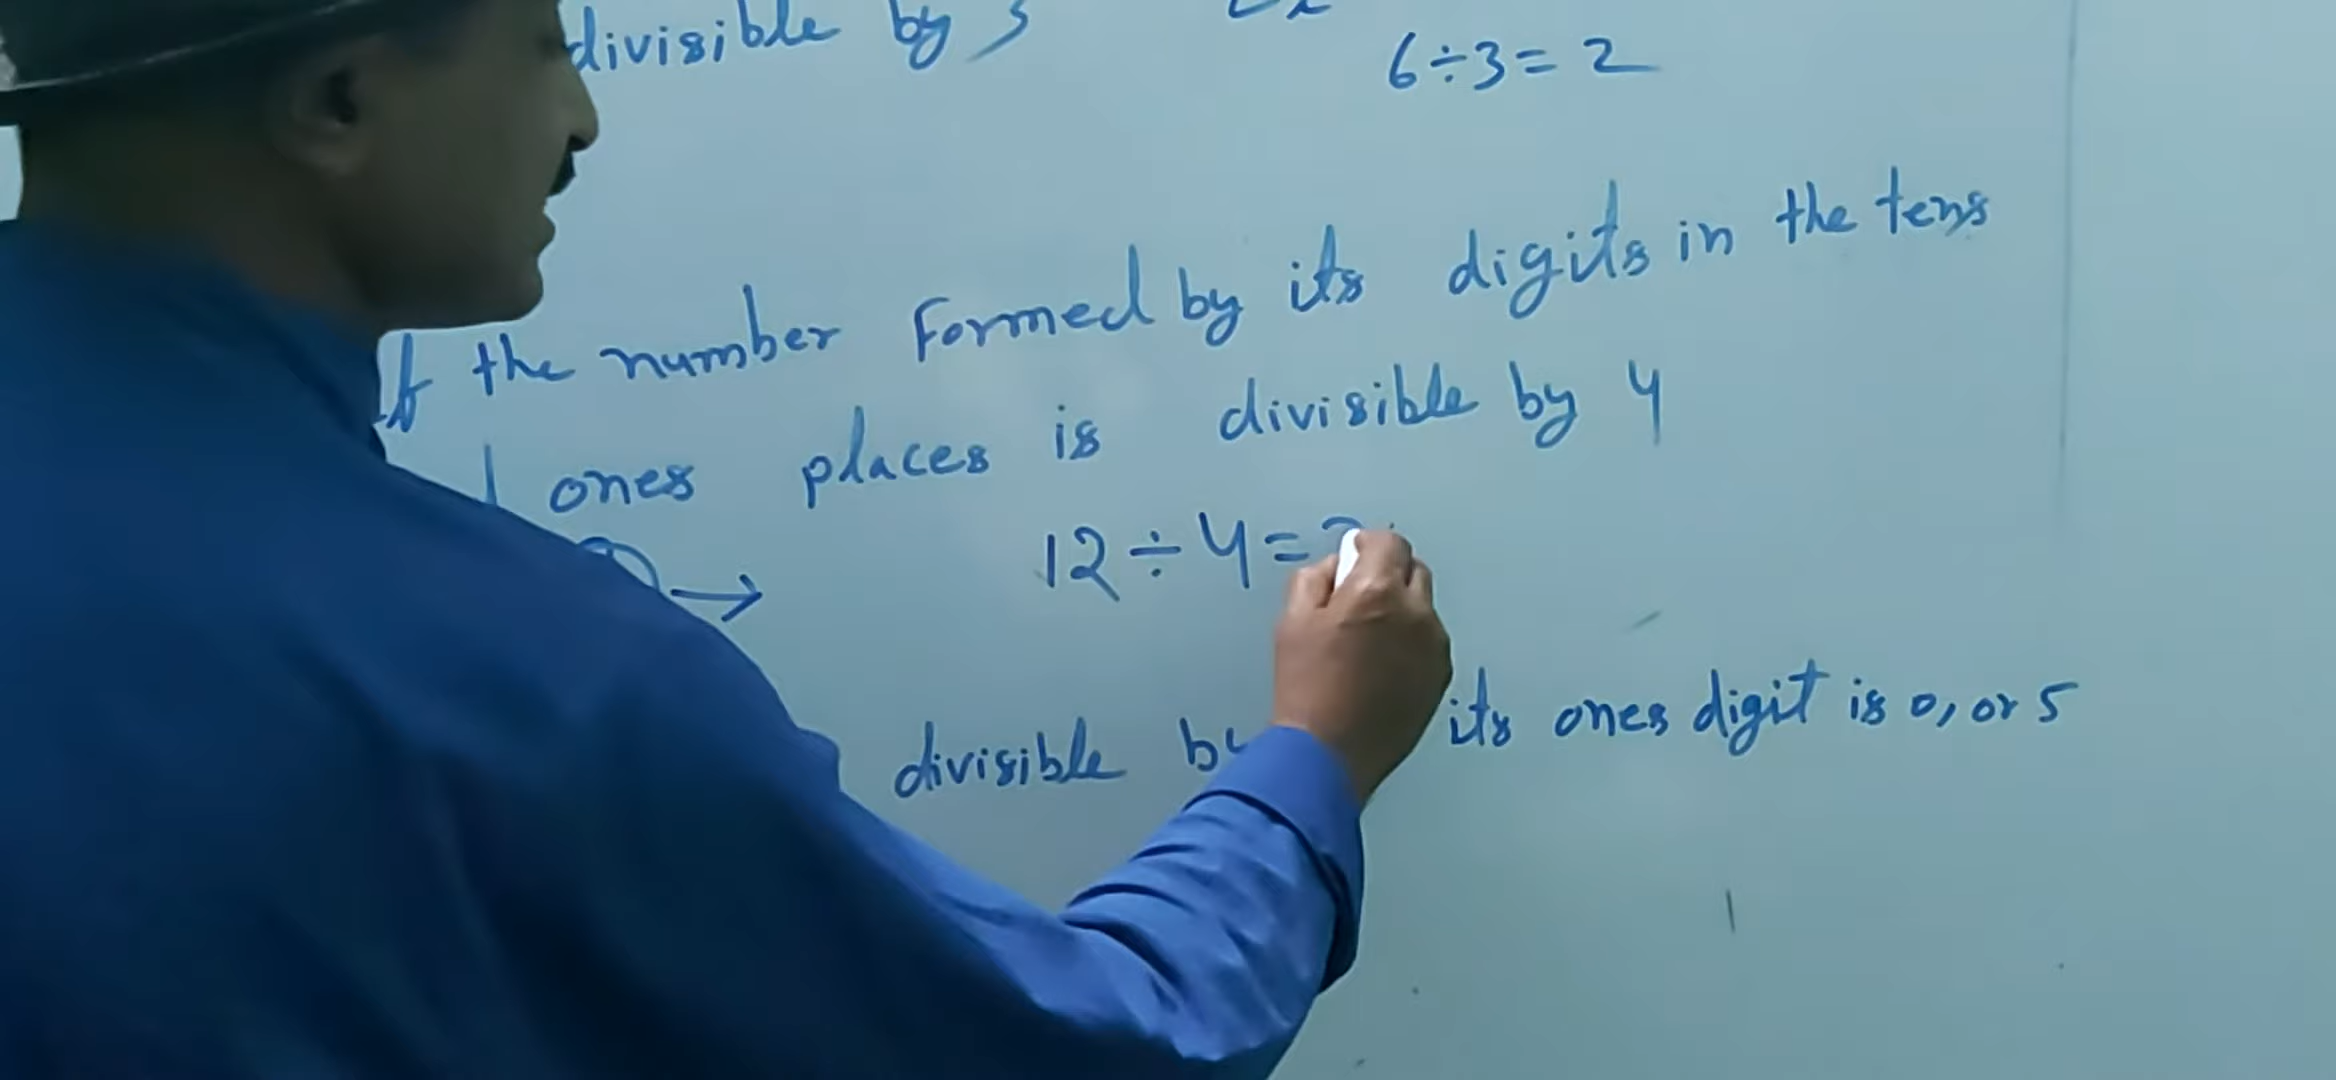 divisible by 3
6÷3=2
If the number formed by its digits in the tens
ones places is divisible by 4
12÷4=
divisible by its ones digit is 0, or 5